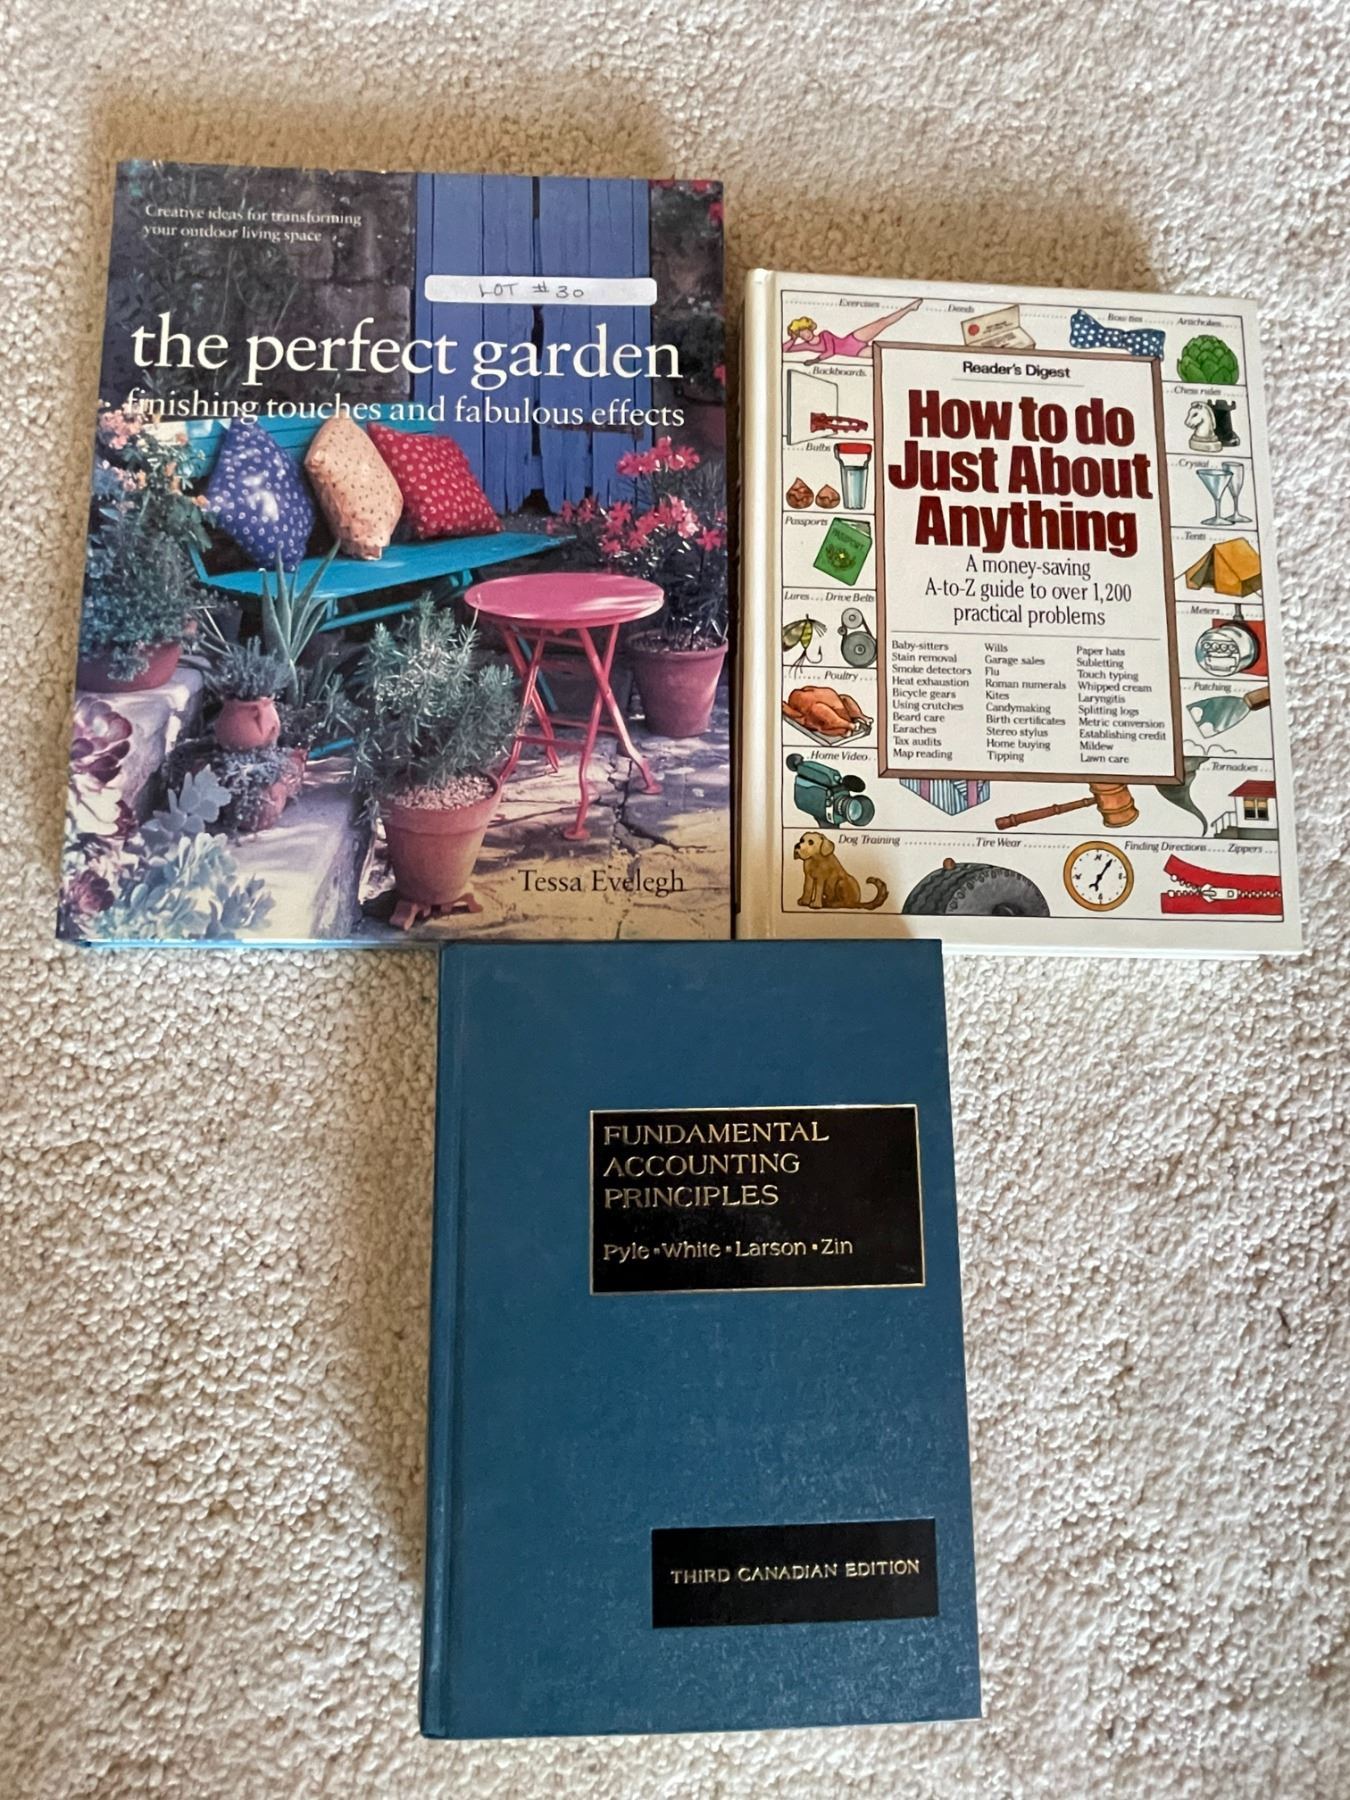 Creative ideas for transforming
your outdoor living space
LOT #30
the perfect garden
finishing touches and fabulous effects
Tessa Evelegh
Exercises
Deeds
Bow ties
Artichokes
Backboards
Bulbs
Passports
PASSPORT
Lures
Drive Belts
Poultry
Home Video
Chess rules
Crystal
Tents
Meters
Patching
Tornadoes
Reader's Digest
How to do
Just About
Anything
A money-saving
A-to-Z guide to over 1,200
practical problems
Baby-sitters
Stain removal
Smoke detectors
Heat exhaustion
Bicycle gears
Using crutches
Beard care
Earaches
Tax audits
Map reading
Wills
Garage sales
Flu
Roman numerals
Kites
Candymaking
Birth certificates
Stereo stylus
Home buying
Tipping
Paper hats
Subletting
Touch typing
Whipped cream
Laryngitis
Splitting logs
Metric conversion
Establishing credit
Mildew
Lawn care
Dog Training
Tire Wear
Finding Directions
Zippers
FUNDAMENTAL
ACCOUNTING
PRINCIPLES
Pyle▪White▪Larson▪Zin
THIRD CANADIAN EDITION